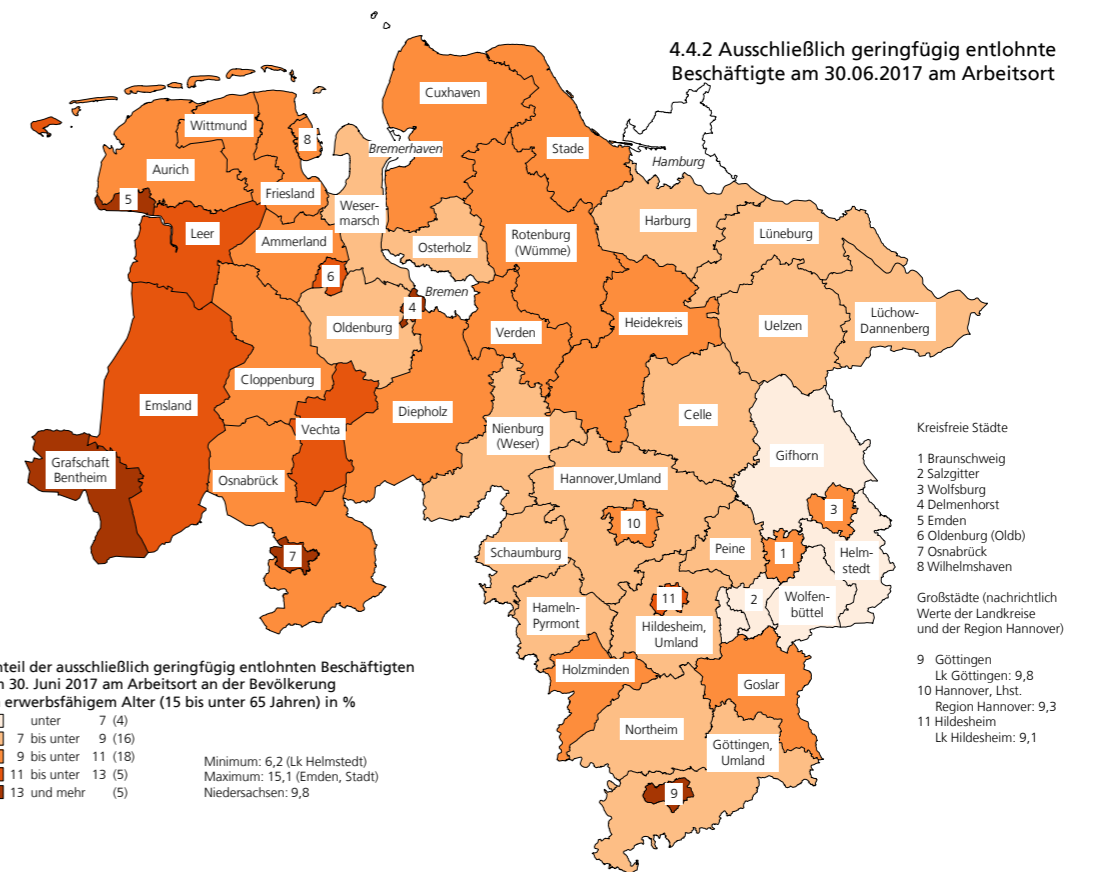 4.4.2 Ausschließlich geringfügig entlohnte
Beschäftigte am 30.06.2017 am Arbeitsort
Cuxhaven
Wittmund
8
Bremerhaven
Stade
Hamburg
Aurich
5
Friesland
Weser-
marsch
Leer
Ammerland
Osterholz
Rotenburg
(Wümme)
Harburg
Lüneburg
6
Bremen
4
Oldenburg
Verden
Heidekreis
Uelzen
Lüchow-
Dannenberg
Cloppenburg
Emsland
Vechta
Diepholz
Nienburg
(Weser)
Celle
Gifhorn
Grafschaft
Bentheim
Osnabrück
Hannover,Umland
10
3
7
Schaumburg
Peine
1
Helm-
stedt
11
2
Wolfen-
büttel
Hameln-
Pyrmont
Hildesheim,
Umland
Holzminden
Goslar
Northeim
Göttingen,
Umland
9
Kreisfreie Städte
1 Braunschweig
2 Salzgitter
3 Wolfsburg
4 Delmenhorst
5 Emden
6 Oldenburg (Oldb)
7 Osnabrück
8 Wilhelmshaven
Großstädte (nachrichtlich
Werte der Landkreise
und der Region Hannover)
9 Göttingen
Lk Göttingen: 9,8
10 Hannover, Lhst.
Region Hannover: 9,3
11 Hildesheim
Lk Hildesheim: 9,1
nteil der ausschließlich geringfügig entlohnten Beschäftigten
30. Juni 2017 am Arbeitsort an der Bevölkerung
erwerbsfähigem Alter (15 bis unter 65 Jahren) in %
unter 7 (4)
7 bis unter 9 (16)
9 bis unter 11 (18)
11 bis unter 13 (5)
13 und mehr (5)
Minimum: 6,2 (Lk Helmstedt)
Maximum: 15,1 (Emden, Stadt)
Niedersachsen: 9,8